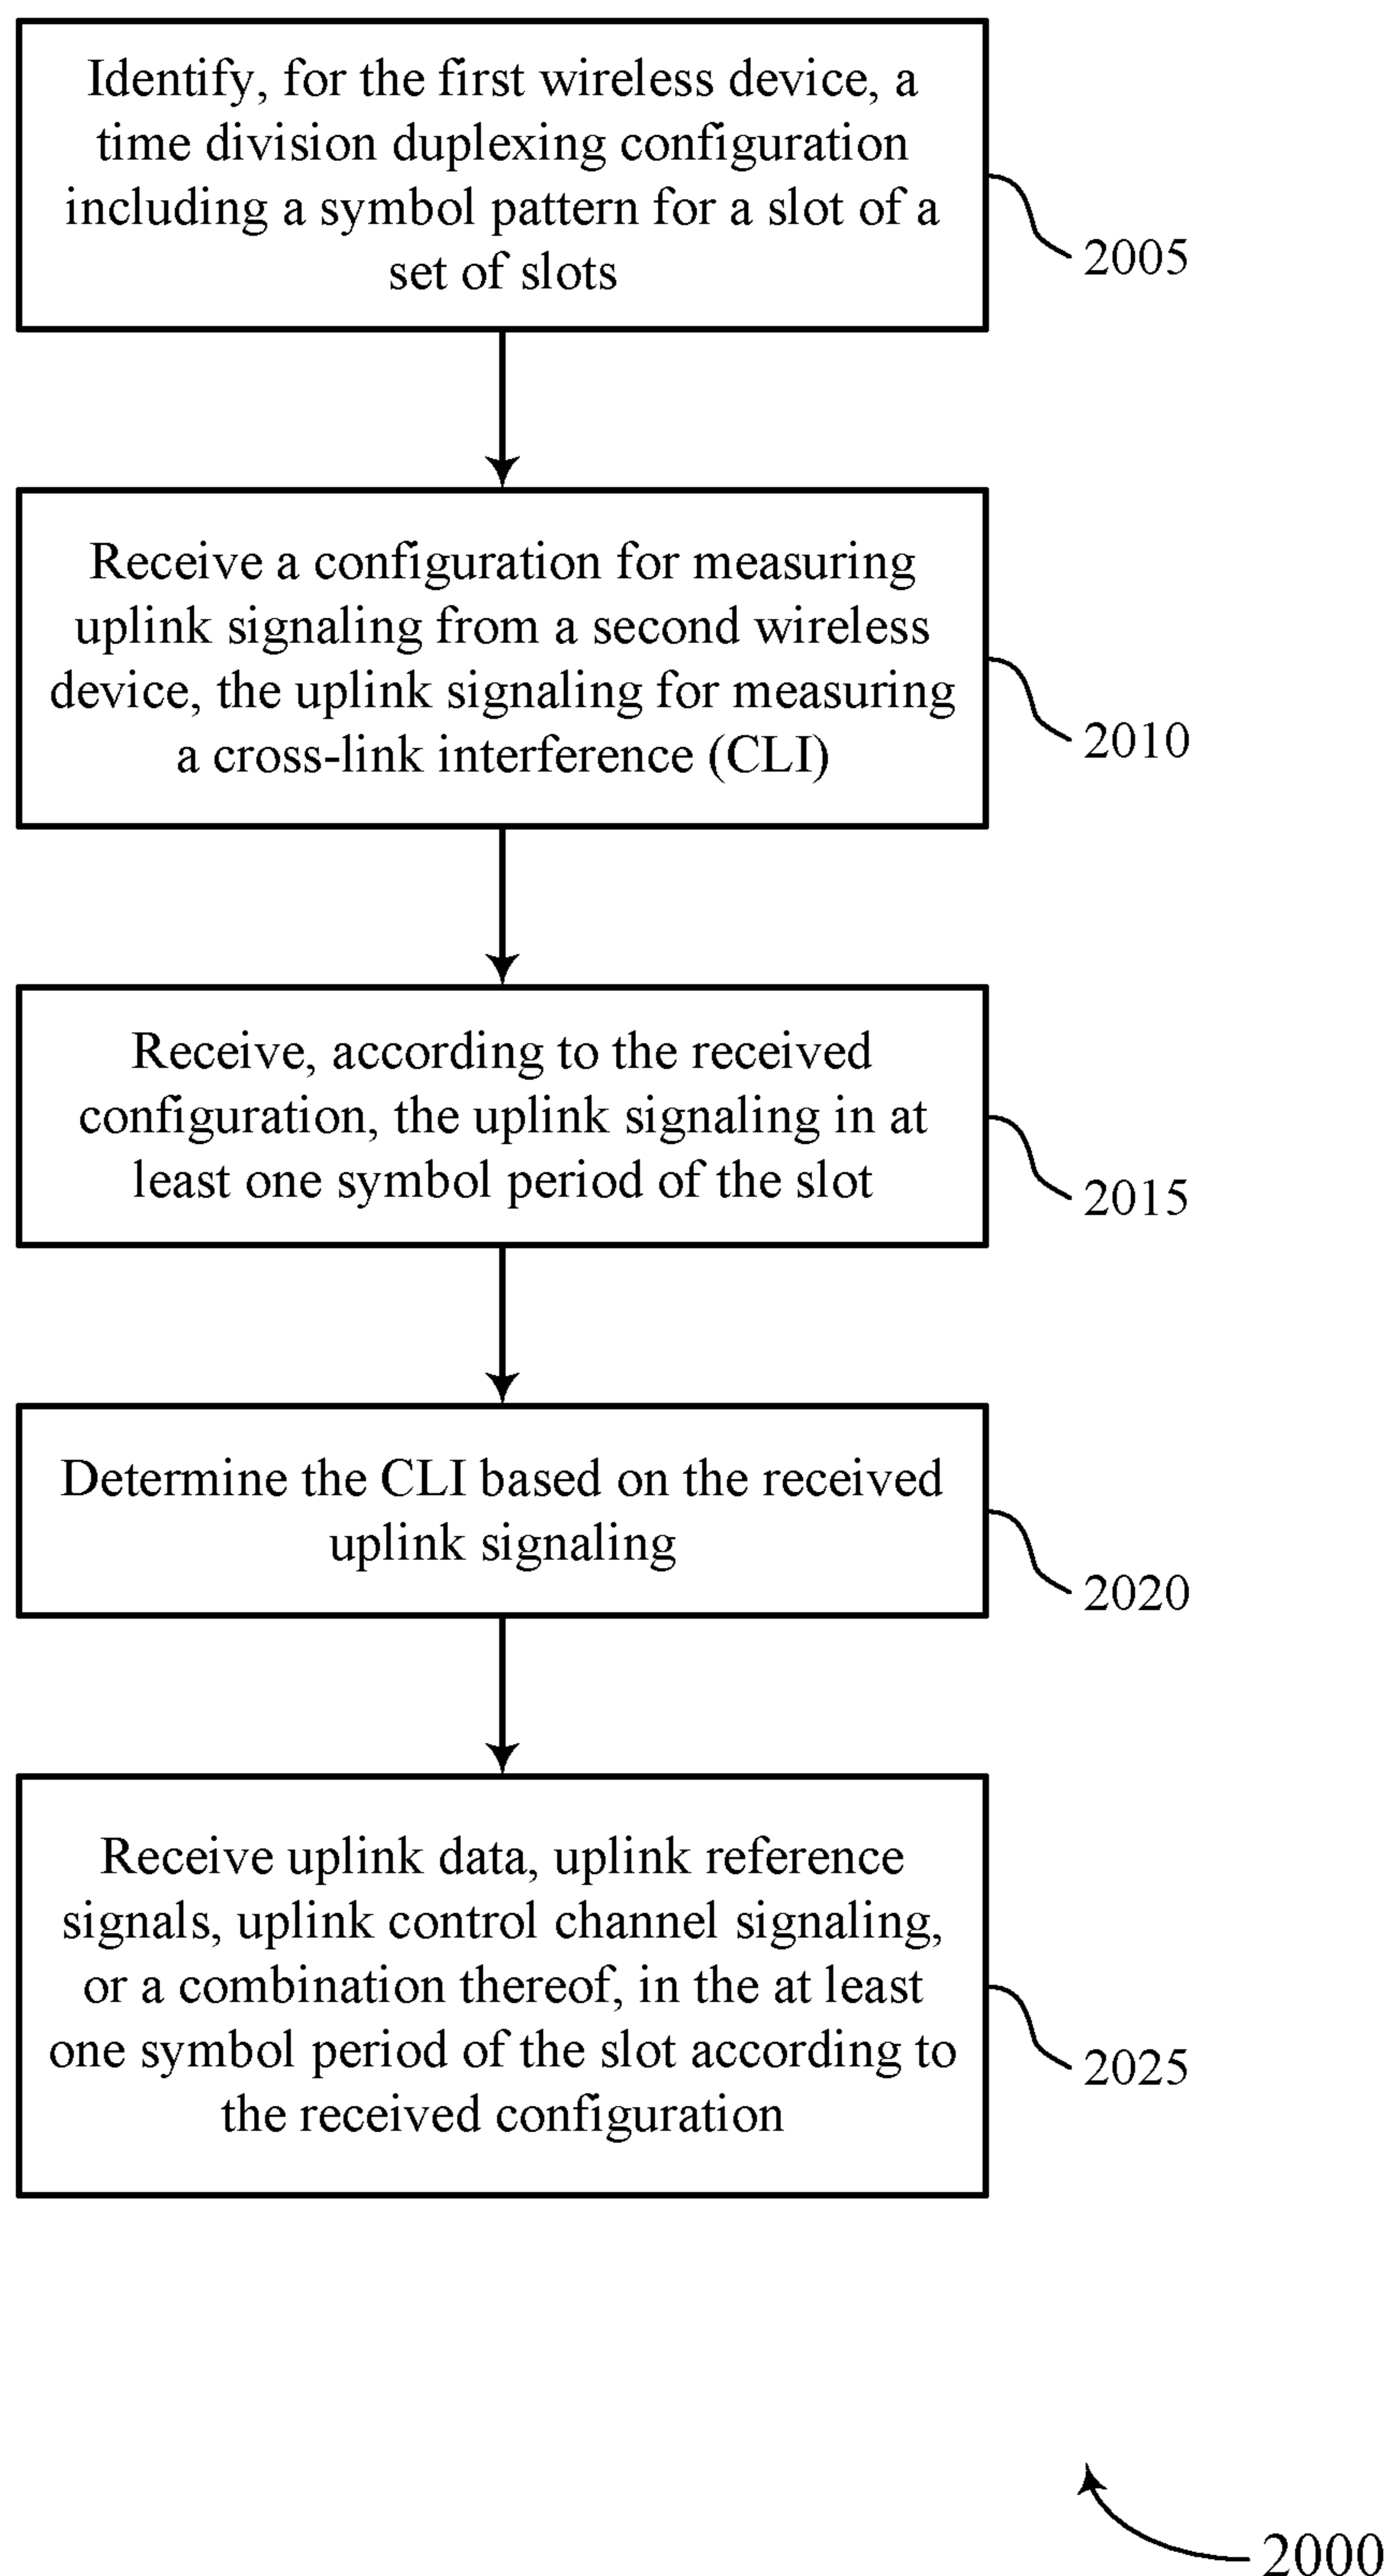 Identify, for the first wireless device, a
time division duplexing configuration
including a symbol pattern for a slot of a
set of slots
2005
Receive a configuration for measuring
uplink signaling from a second wireless
device, the uplink signaling for measuring
a cross-link interference (CLI)
2010
Receive, according to the received
configuration, the uplink signaling in at
least one symbol period of the slot
2015
Determine the CLI based on the received
uplink signaling
2020
Receive uplink data, uplink reference
signals, uplink control channel signaling,
or a combination thereof, in the at least
one symbol period of the slot according to
the received configuration
2025
2000